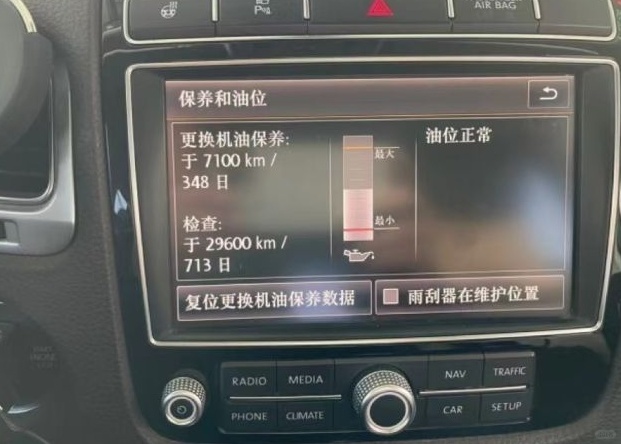 P
AIR BAG
保养和油位
更换机油保养:
于 7100 km /
348 日
检查:
于 29600 km /
713 日
最大
最小
油位正常
复位更换机油保养数据
雨刮器在维护位置
RADIO
MEDIA
NAV
TRAFFIC
PHONE
CLIMATE
CAR
SETUP